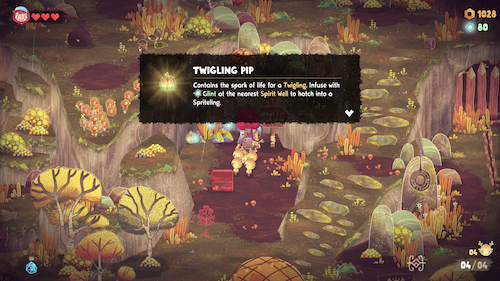 1028
80
TWIGLING PIP
Contains the spark of life for a Twigling. Infuse with
Glint at the nearest Spirit Well to hatch into a
Spriteling.
04
04/04